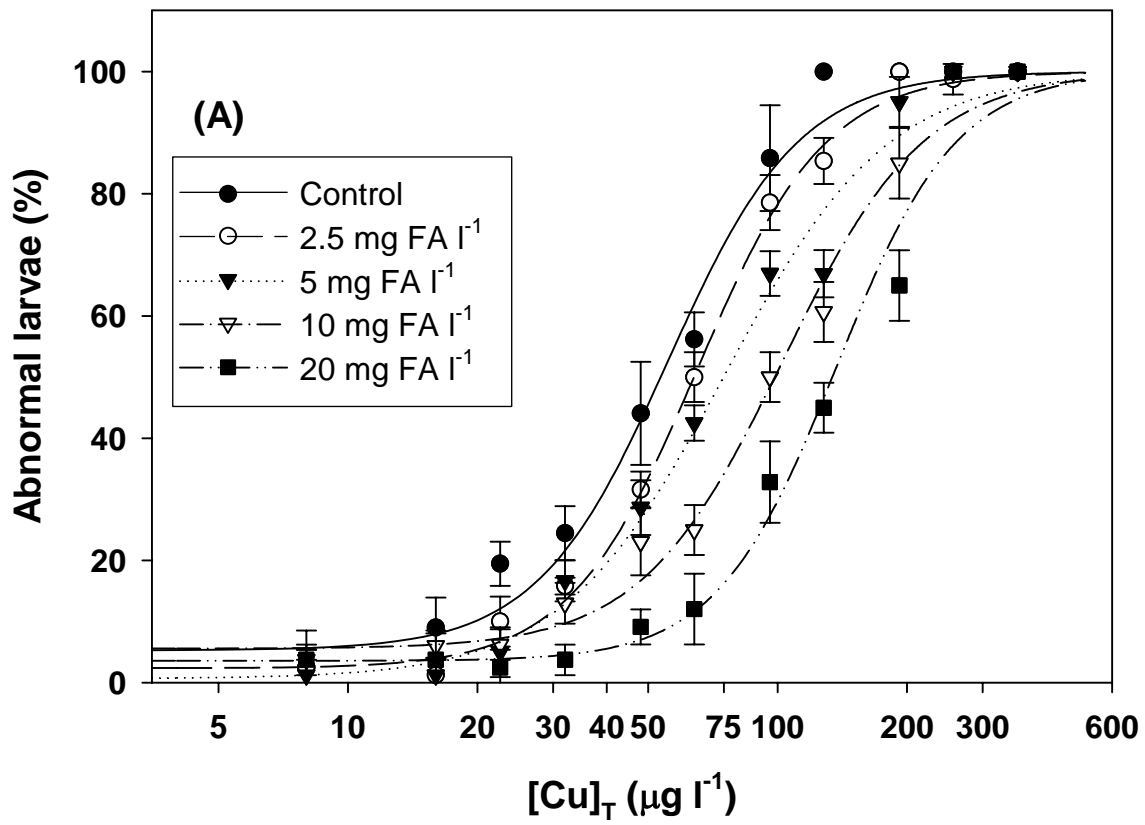 100
80
60
40
20
0
Abnormal larvae (%)
(A)
Control
2.5 mg FA l⁻¹
5 mg FA l⁻¹
10 mg FA l⁻¹
20 mg FA l⁻¹
5 10 20 30 40 50 75 100 200 300 600
[Cu]T (μg l⁻¹)